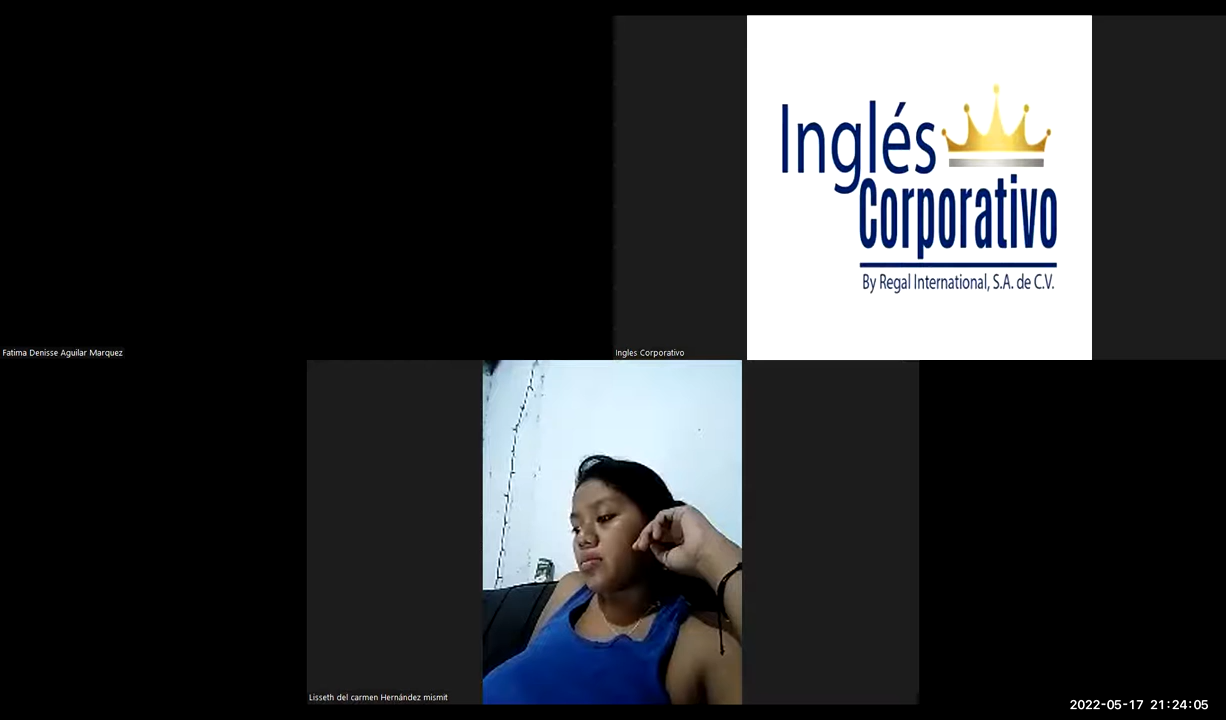 Inglés
Corporativo
By Regal International, S.A. de C.V.
Fatima Denisse Aguilar Marquez
Ingles Corporativo
Lisseth del carmen Hernández mismit
2022-05-17 21:24:05